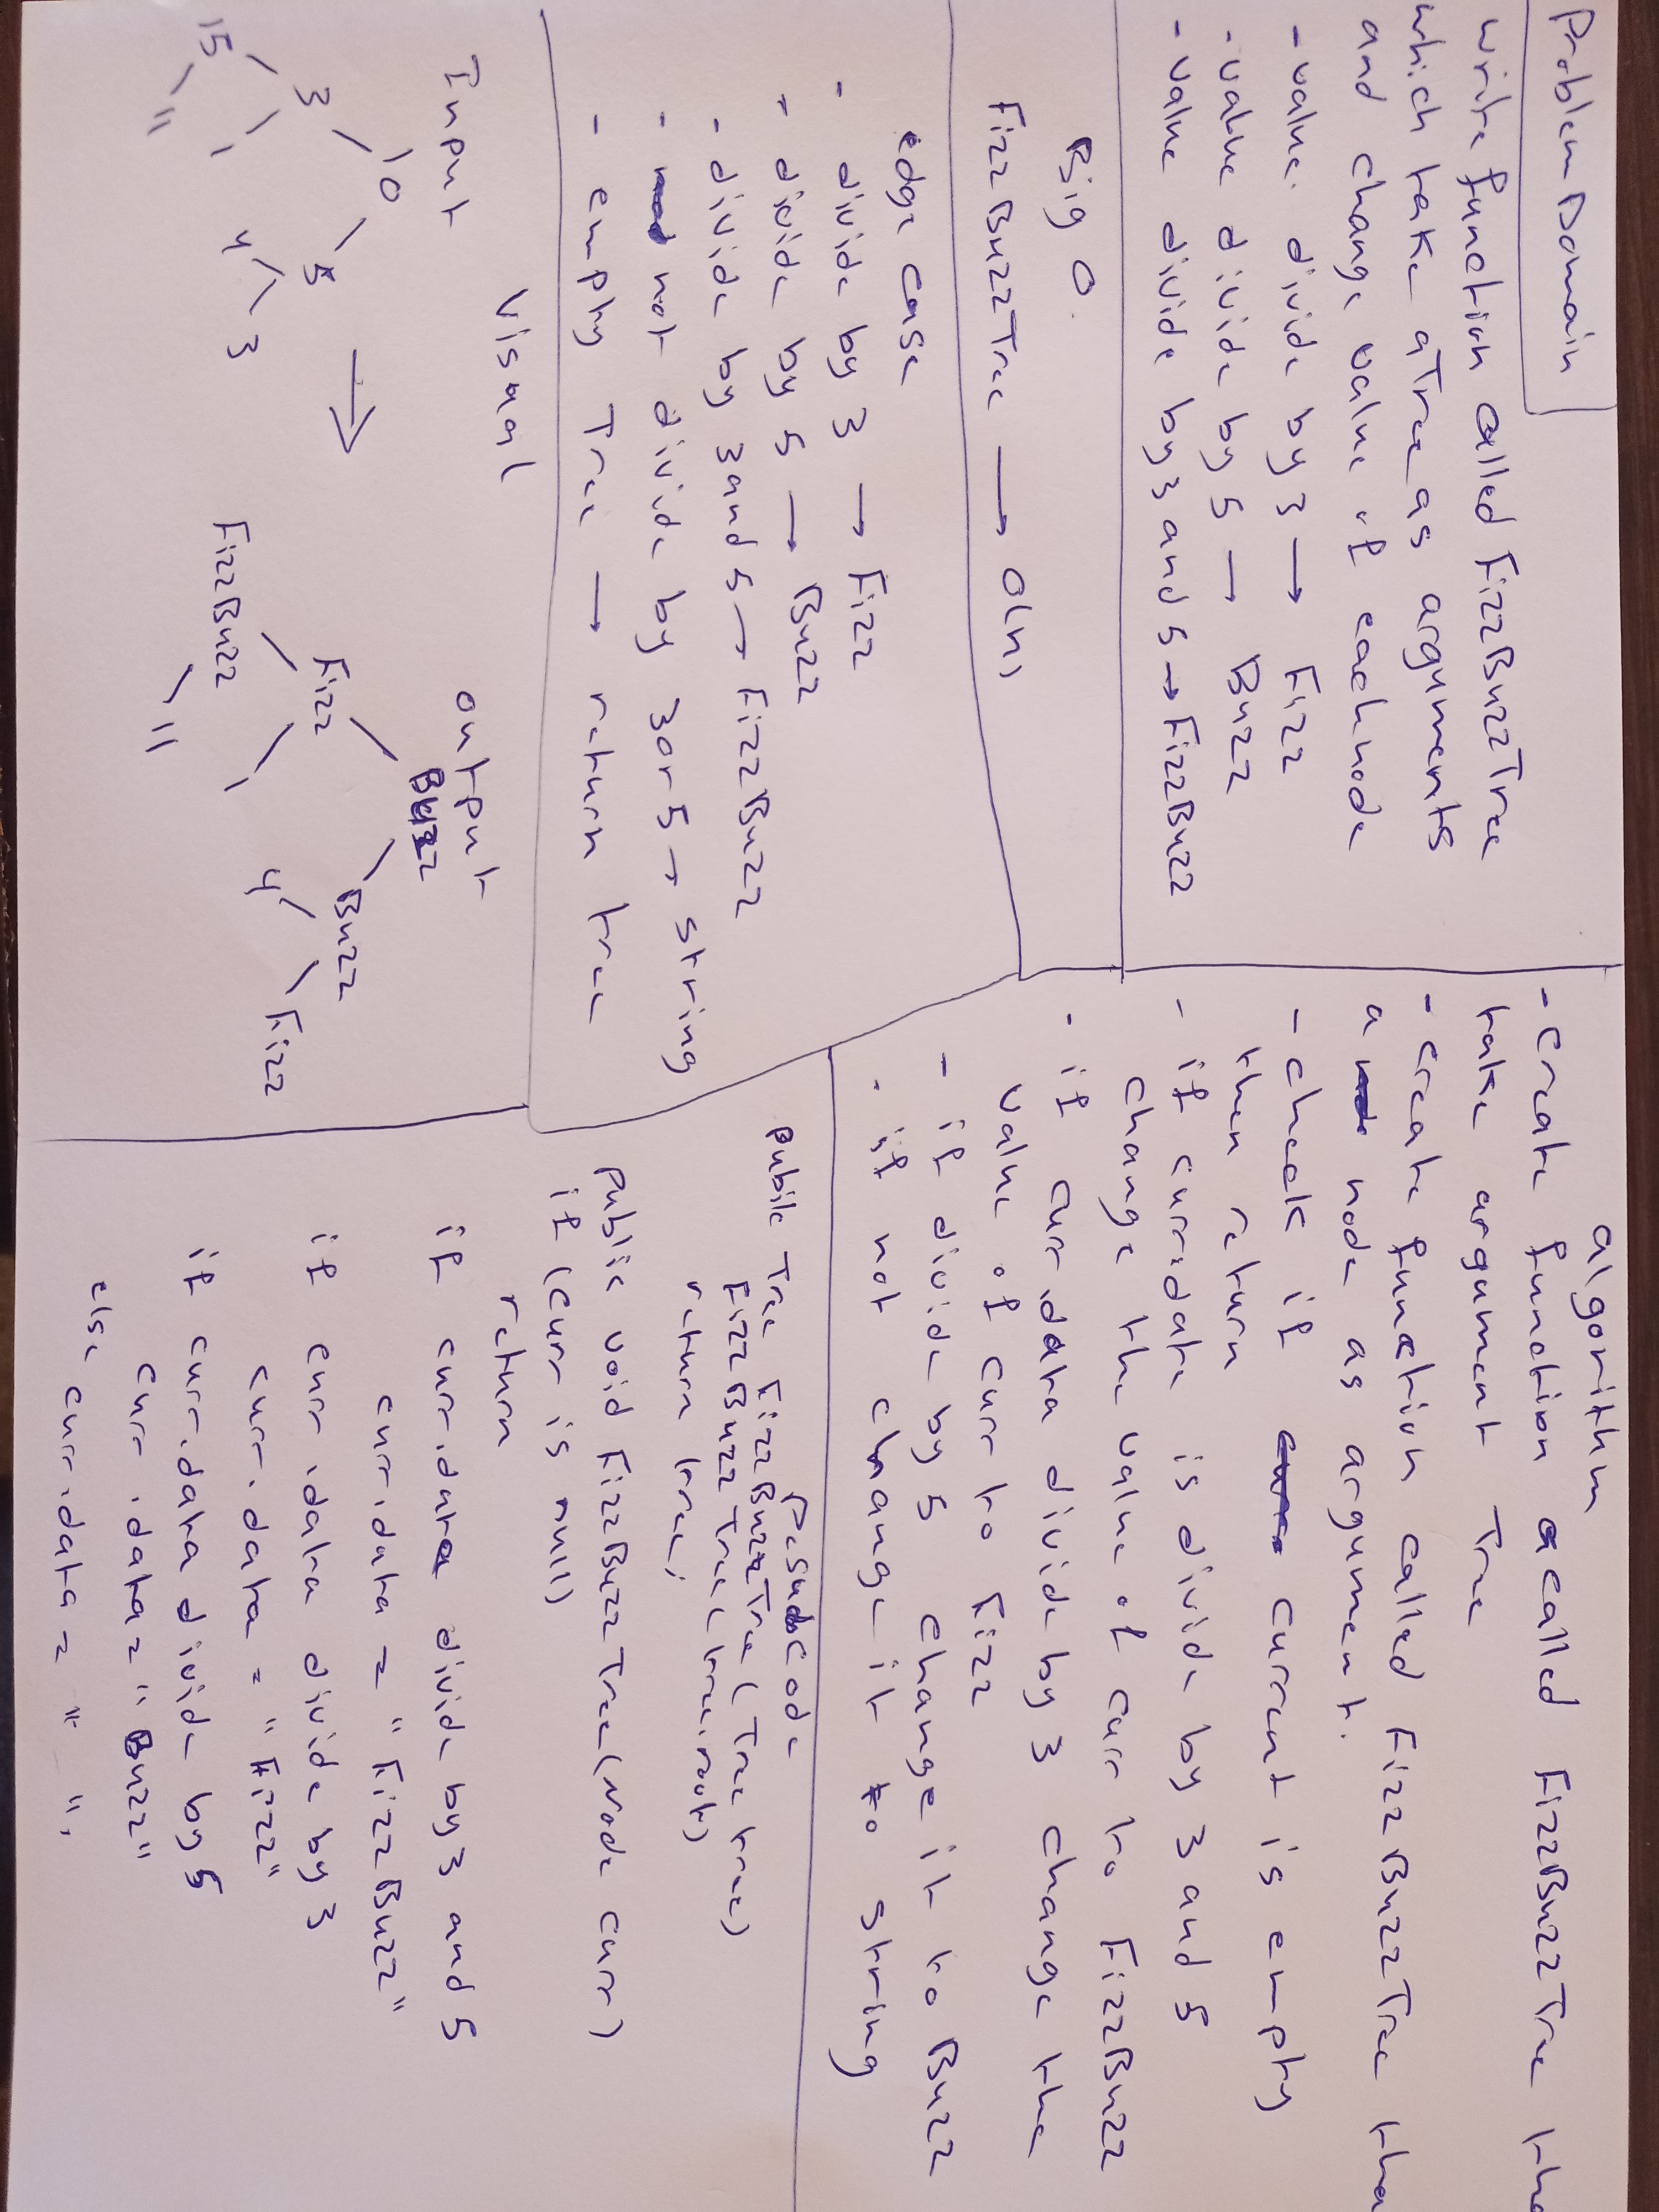 Problem Domain
write function called FizzBuzzTree
which take a Tree as arguments
and change value of each node
- value divide by 3 → Fizz
- value divide by 5 → Buzz
- value divide by 3 and 5 → FizzBuzz
Big O
FizzBuzzTree → O(n)
edge case
- divide by 3 → Fizz
- divide by 5 → Buzz
- divide by 3 and 5 → FizzBuzz
- not divide by 3 or 5 → string
- empty Tree → return tree
Visual
Input
10
3 5
15 1 4 3
11
output
Buzz
Fizz Buzz
FizzBuzz 1 4 Fizz
11
algorithm
- create function called FizzBuzzTree tha
take argument Tree
- create function called FizzBuzzTree tha
a node as argument.
- check if current is empty
then return
- if curr.date is divide by 3 and 5
change the value of curr to FizzBuzz
- if curr.data divide by 3 change the
value of curr to Fizz
- if divide by 5 change it to Buzz
- if not change it to string
Pesudocode
pubilc Tree FizzBuzzTree (Tree tree)
FizzBuzzTree (tree.root)
return tree;
public void FizzBuzzTree(Node curr)
if (curr is null)
return
if curr.data divide by 3 and 5
curr.data = "FizzBuzz"
if curr.data divide by 3
curr.data = "Fizz"
if curr.data divide by 5
curr.data = "Buzz"
else
curr.data = " ",